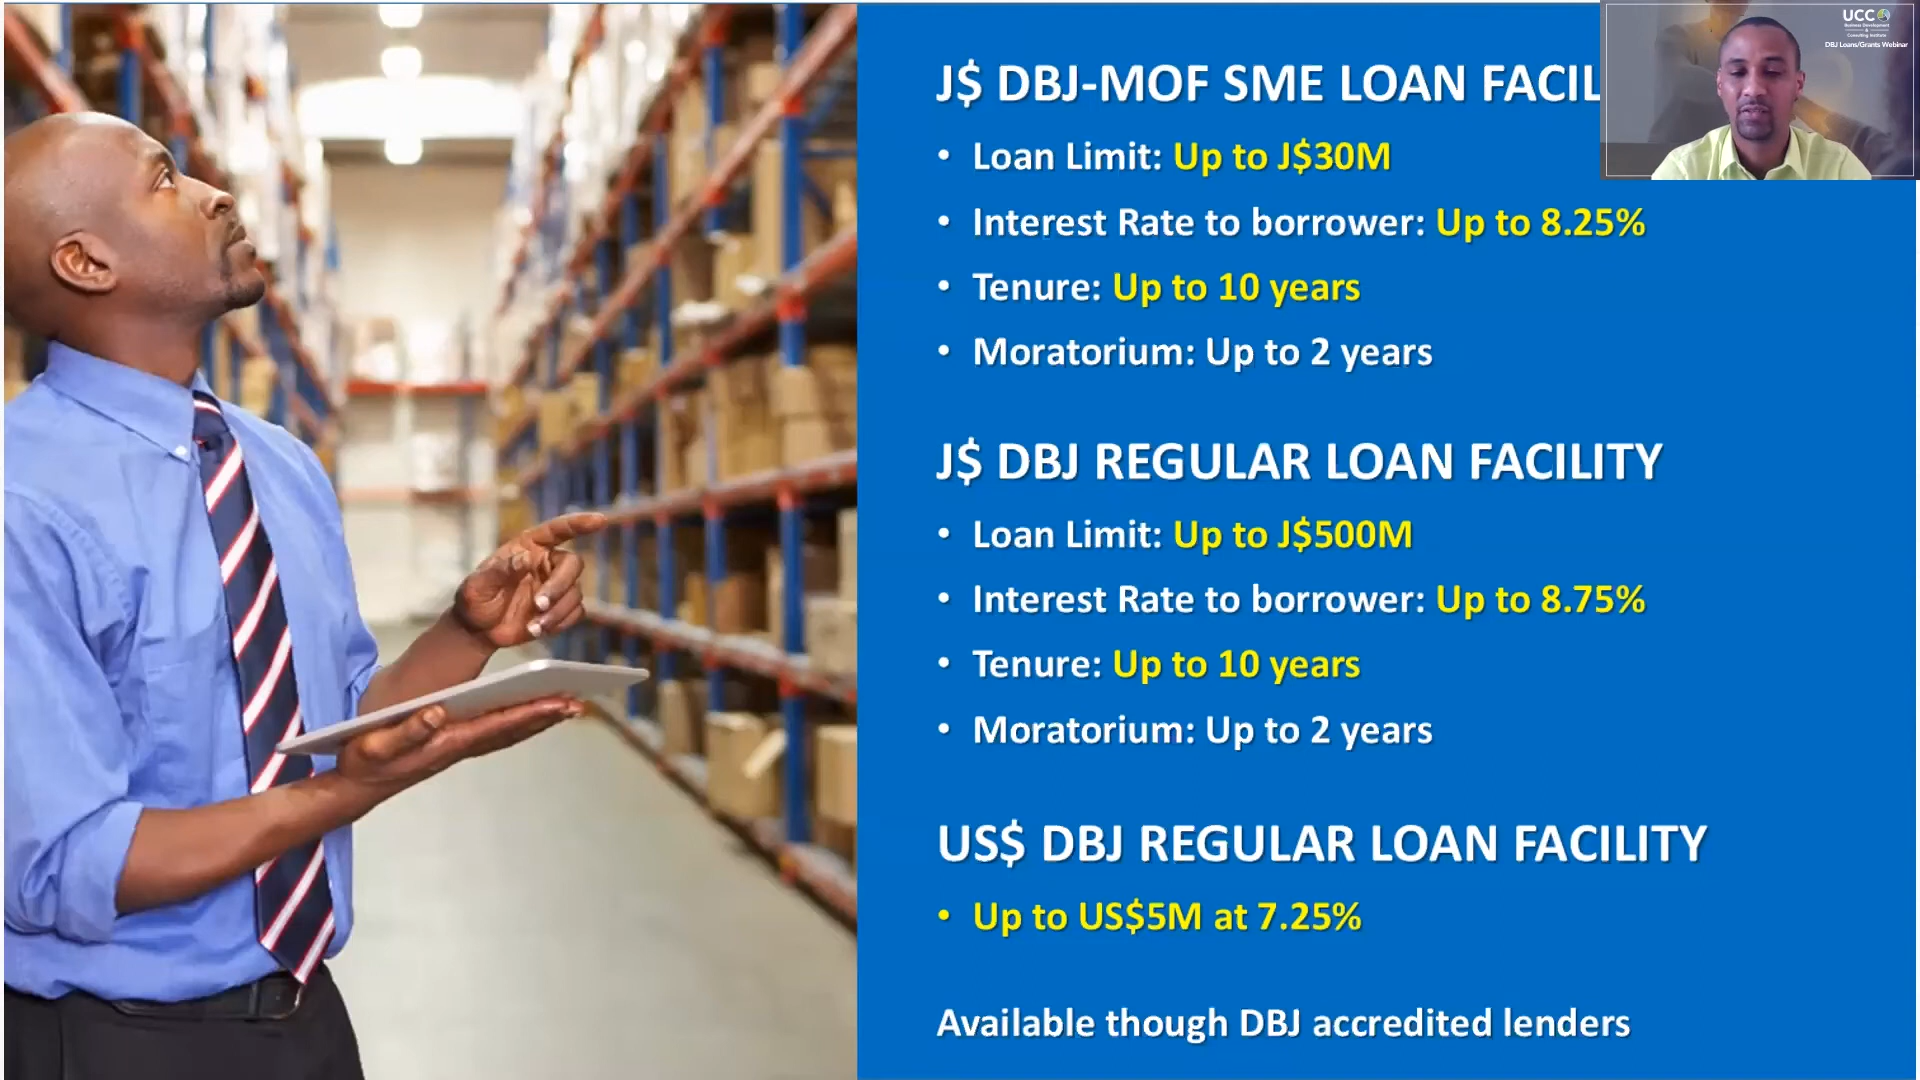 J$ DBJ-MOF SME LOAN FACIL
• Loan Limit: Up to J$30M
• Interest Rate to borrower: Up to 8.25%
• Tenure: Up to 10 years
• Moratorium: Up to 2 years
J$ DBJ REGULAR LOAN FACILITY
• Loan Limit: Up to J$500M
• Interest Rate to borrower: Up to 8.75%
• Tenure: Up to 10 years
• Moratorium: Up to 2 years
US$ DBJ REGULAR LOAN FACILITY
• Up to US$5M at 7.25%
Available though DBJ accredited lenders
UCC
Business Development
&
Consulting Institute
DBJ Loans/Grants Webinar